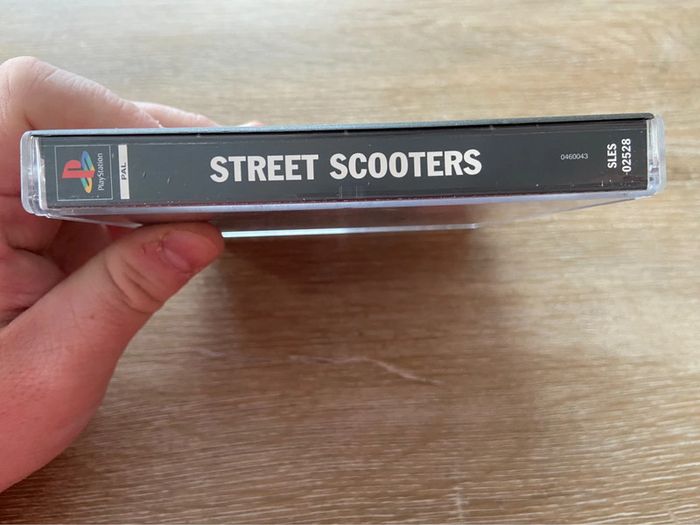 PlayStation
PAL
STREET SCOOTERS
0460043
SLES
-02528